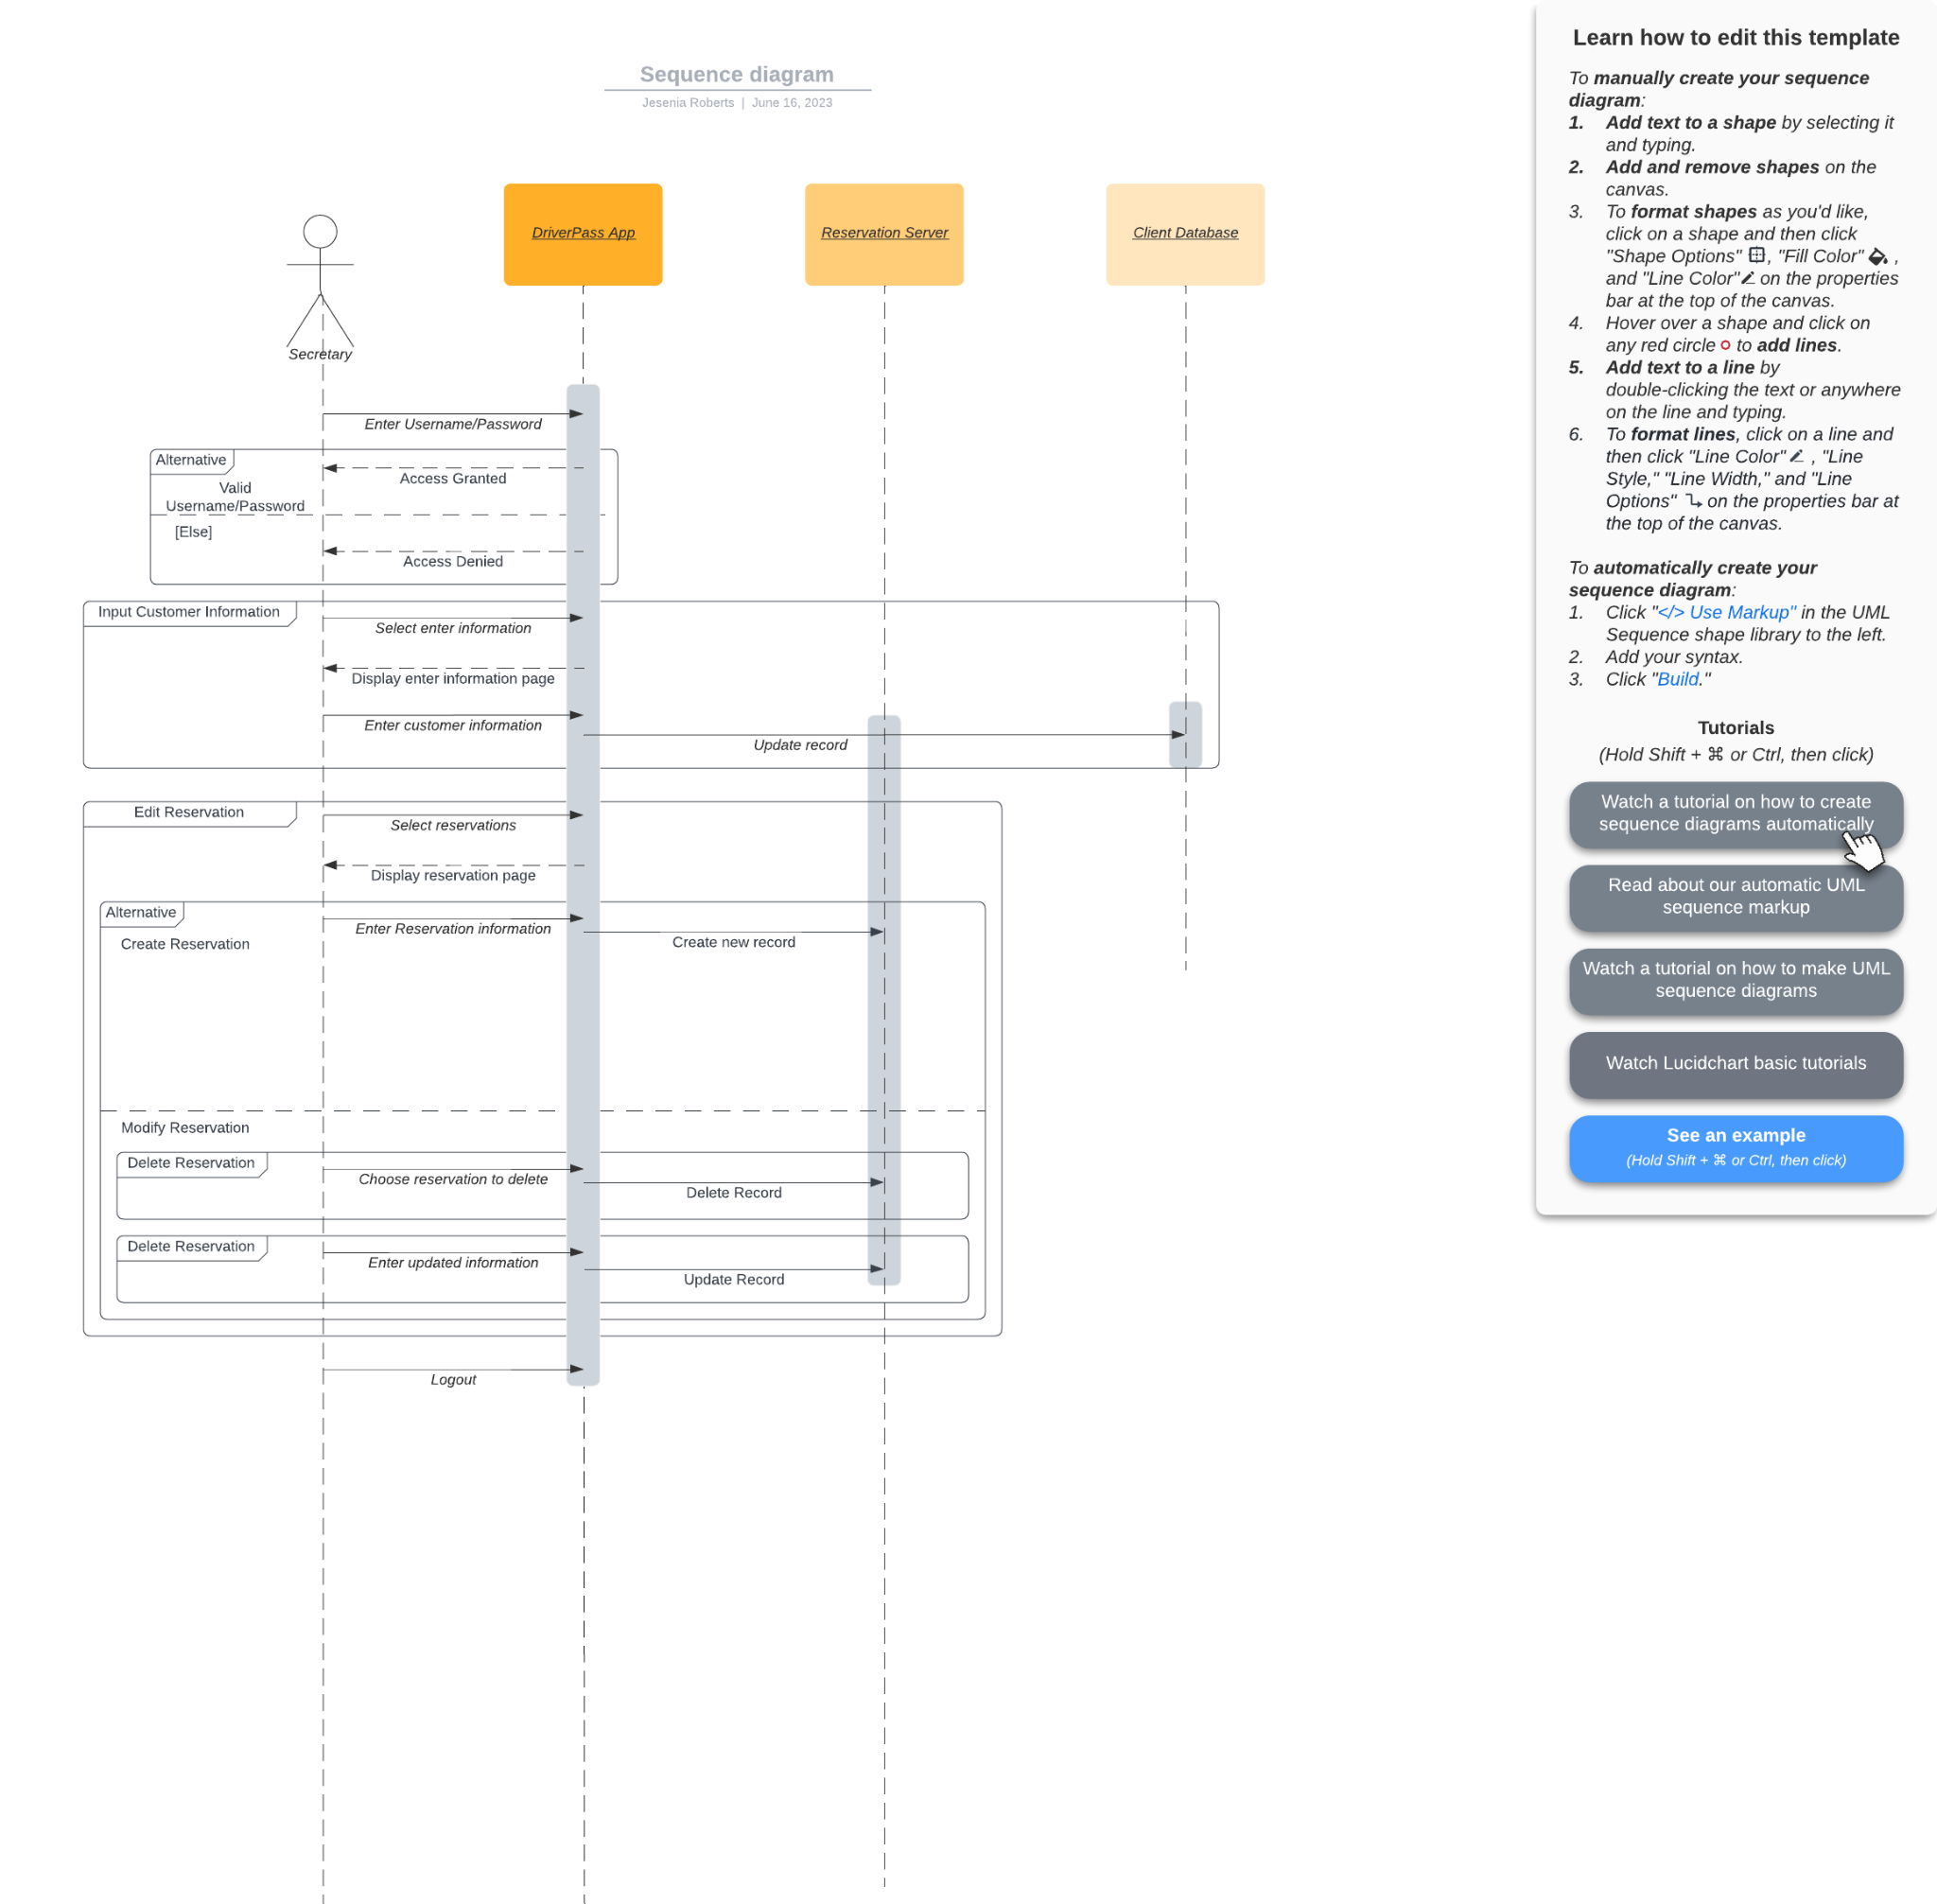 Sequence diagram
Jesenia Roberts | June 16, 2023
DriverPass App
Reservation Server
Client Database
Secretary
Enter Username/Password
Alternative
Access Granted
Valid
Username/Password
[Else]
Access Denied
Input Customer Information
Select enter information
Display enter information page
Enter customer information
Update record
Edit Reservation
Select reservations
Display reservation page
Alternative
Enter Reservation information
Create Reservation
Create new record
Modify Reservation
Delete Reservation
Choose reservation to delete
Delete Record
Delete Reservation
Enter updated information
Update Record
Logout
Learn how to edit this template
To manually create your sequence
diagram:
1. Add text to a shape by selecting it
and typing.
2. Add and remove shapes on the
canvas.
3. To format shapes as you'd like,
click on a shape and then click
"Shape Options" , "Fill Color" ,
and "Line Color" on the properties
bar at the top of the canvas.
4. Hover over a shape and click on
any red circle to add lines.
5. Add text to a line by
double-clicking the text or anywhere
on the line and typing.
6. To format lines, click on a line and
then click "Line Color" , "Line
Style," "Line Width," and "Line
Options" on the properties bar at
the top of the canvas.
To automatically create your
sequence diagram:
1. Click "</> Use Markup" in the UML
Sequence shape library to the left.
2. Add your syntax.
3. Click "Build."
Tutorials
(Hold Shift + ⌘ or Ctrl, then click)
Watch a tutorial on how to create
sequence diagrams automatically
Read about our automatic UML
sequence markup
Watch a tutorial on how to make UML
sequence diagrams
Watch Lucidchart basic tutorials
See an example
(Hold Shift + ⌘ or Ctrl, then click)